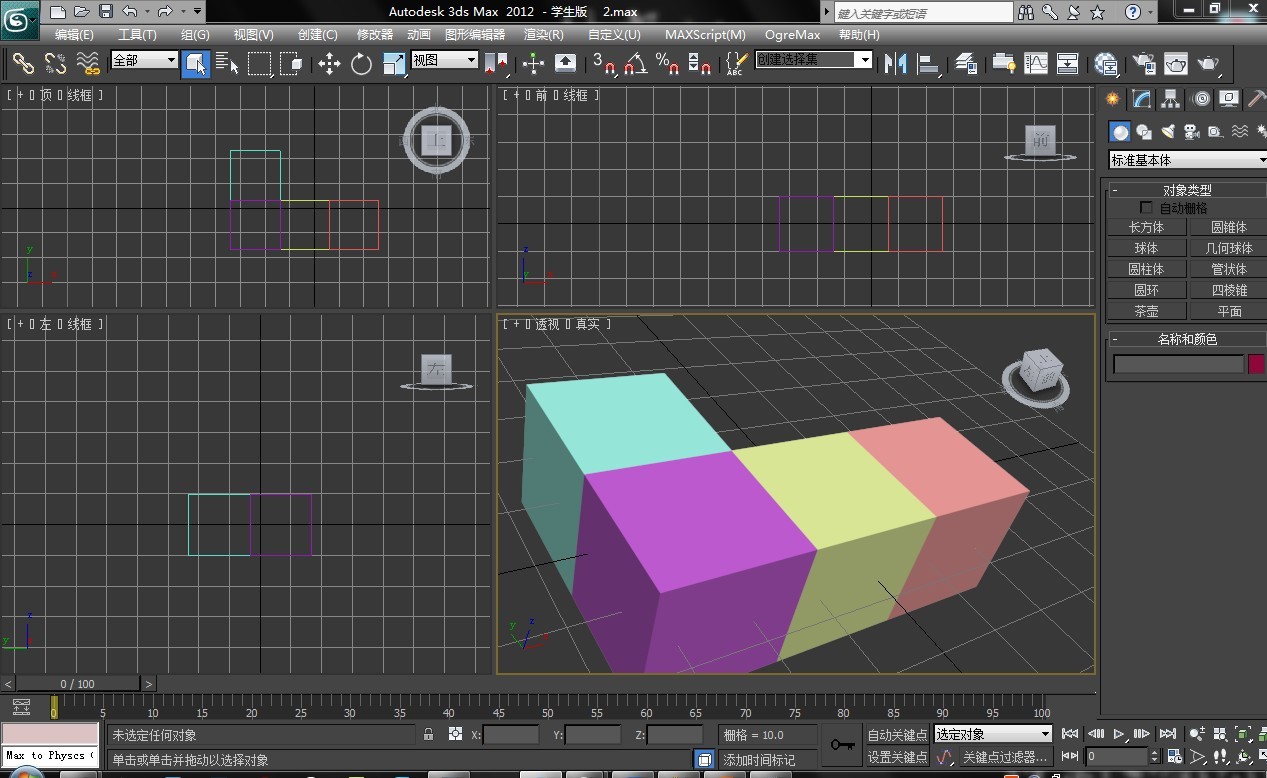 Autodesk 3ds Max 2012 - 学生版 2.max
键入关键字或短语
编辑(E) 工具(T) 组(G) 视图(V) 创建(C) 修改器 动画 图形编辑器 渲染(R) 自定义(U) MAXScript(M) OgreMax 帮助(H)
全部 视图 3 % ABC 创建选择集
[ + 顶 线框 ]
上
[ + 前 线框 ]
前
标准基本体
- 对象类型
自动栅格
长方体 圆锥体
球体 几何球体
圆柱体 管状体
圆环 四棱锥
茶壶 平面
- 名称和颜色
y
z
x
z
y
x
[ + 左 线框 ]
左
[ + 透视 真实 ]
z
y
y
z
x
< 0 / 100 >
0 5 10 15 20 25 30 35 40 45 50 55 60 65 70 75 80 85 90 95 100
未选定任何对象 X: Y: Z: 栅格 = 10.0 自动关键点 选定对象
Max to Physcs ( 单击或单击并拖动以选择对象 添加时间标记 设置关键点 关键点过滤器... 0